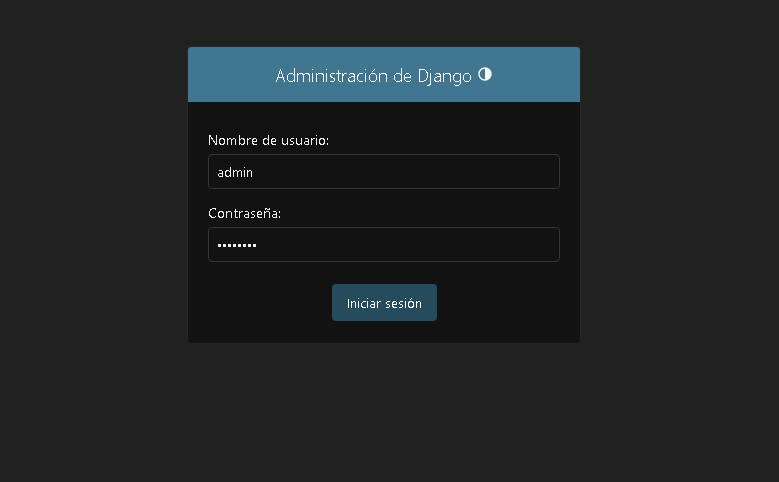 Administración de Django
Nombre de usuario:
admin
Contraseña:
••••••••
Iniciar sesión